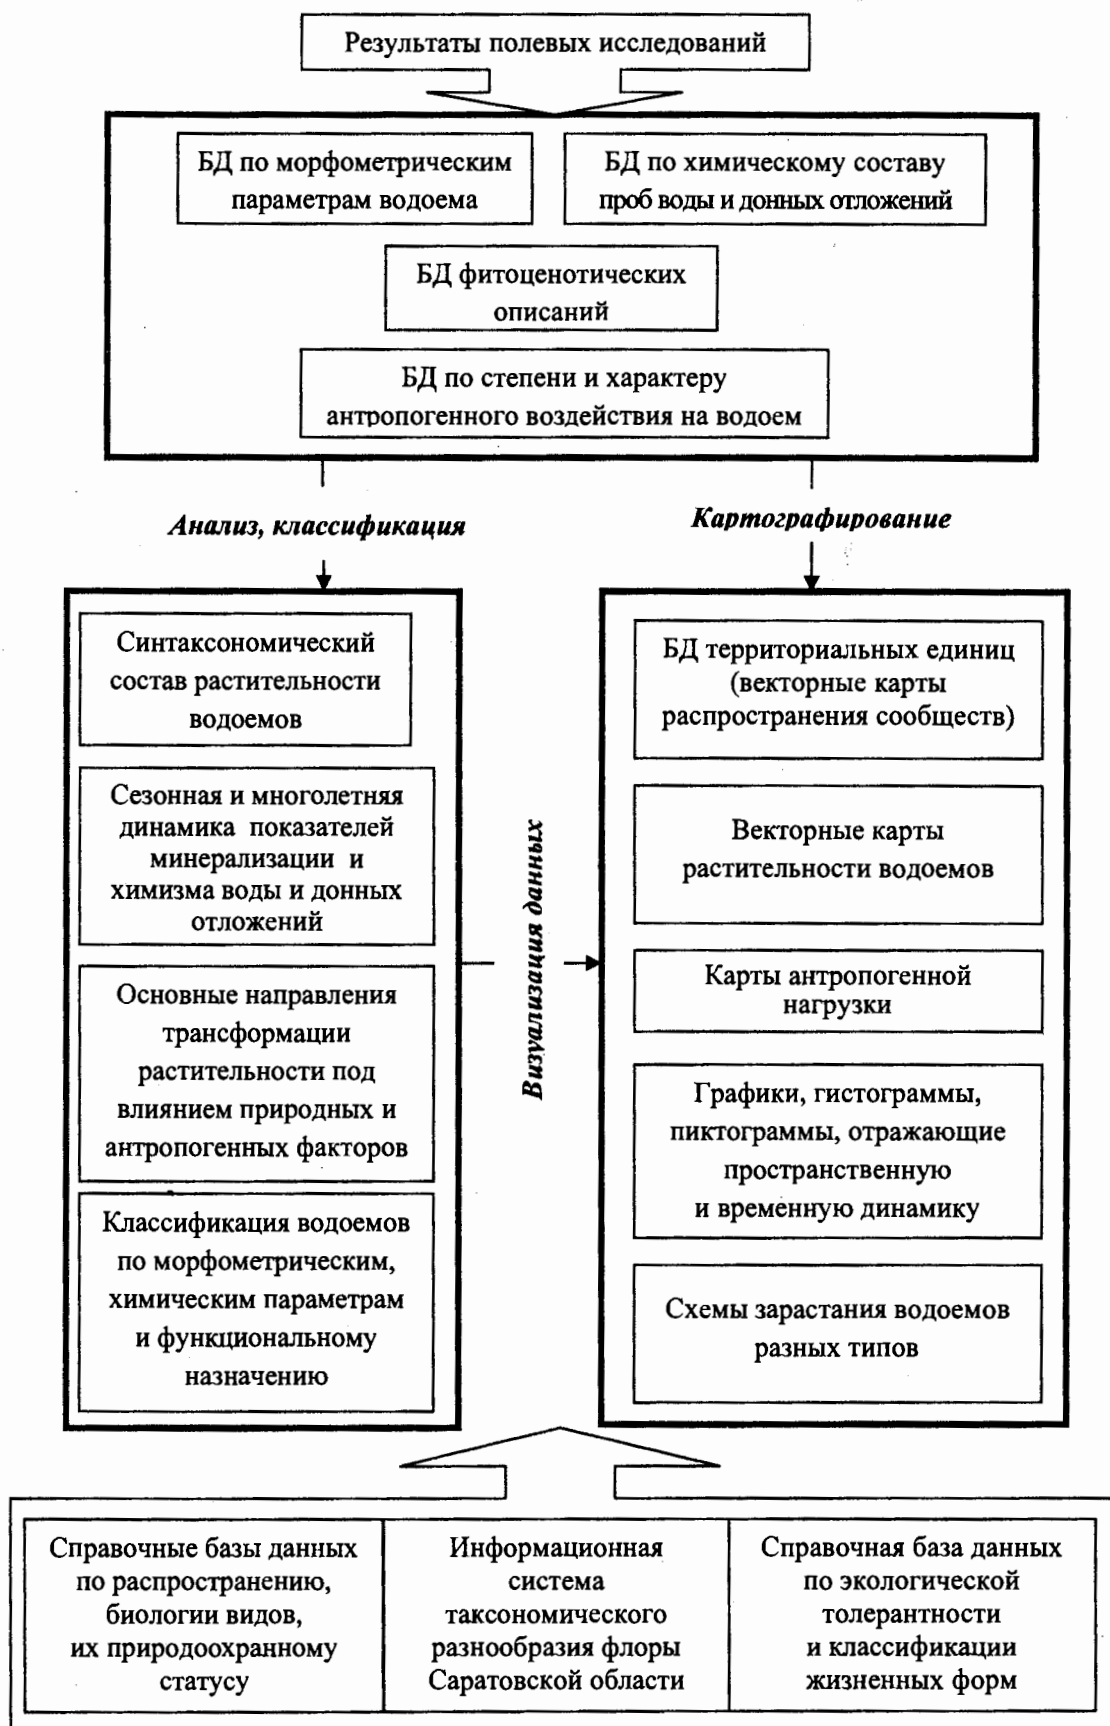 Результаты полевых исследований
БД по морфометрическим
параметрам водоема
БД по химическому составу
проб воды и донных отложений
БД фитоценотических
описаний
БД по степени и характеру
антропогенного воздействия на водоем
Анализ, классификация
Картографирование
Синтаксономический
состав растительности
водоемов
Сезонная и многолетняя
динамика показателей
минерализации и
химизма воды и донных
отложений
Основные направления
трансформации
растительности под
влиянием природных и
антропогенных факторов
Классификация водоемов
по морфометрическим,
химическим параметрам
и функциональному
назначению
Визуализация данных
БД территориальных единиц
(векторные карты
распространения сообществ)
Векторные карты
растительности водоемов
Карты антропогенной
нагрузки
Графики, гистограммы,
пиктограммы, отражающие
пространственную
и временную динамику
Схемы зарастания водоемов
разных типов
Справочные базы данных
по распространению,
биологии видов,
их природоохранному
статусу
Информационная
система
таксономического
разнообразия флоры
Саратовской области
Справочная база данных
по экологической
толерантности
и классификации
жизненных форм